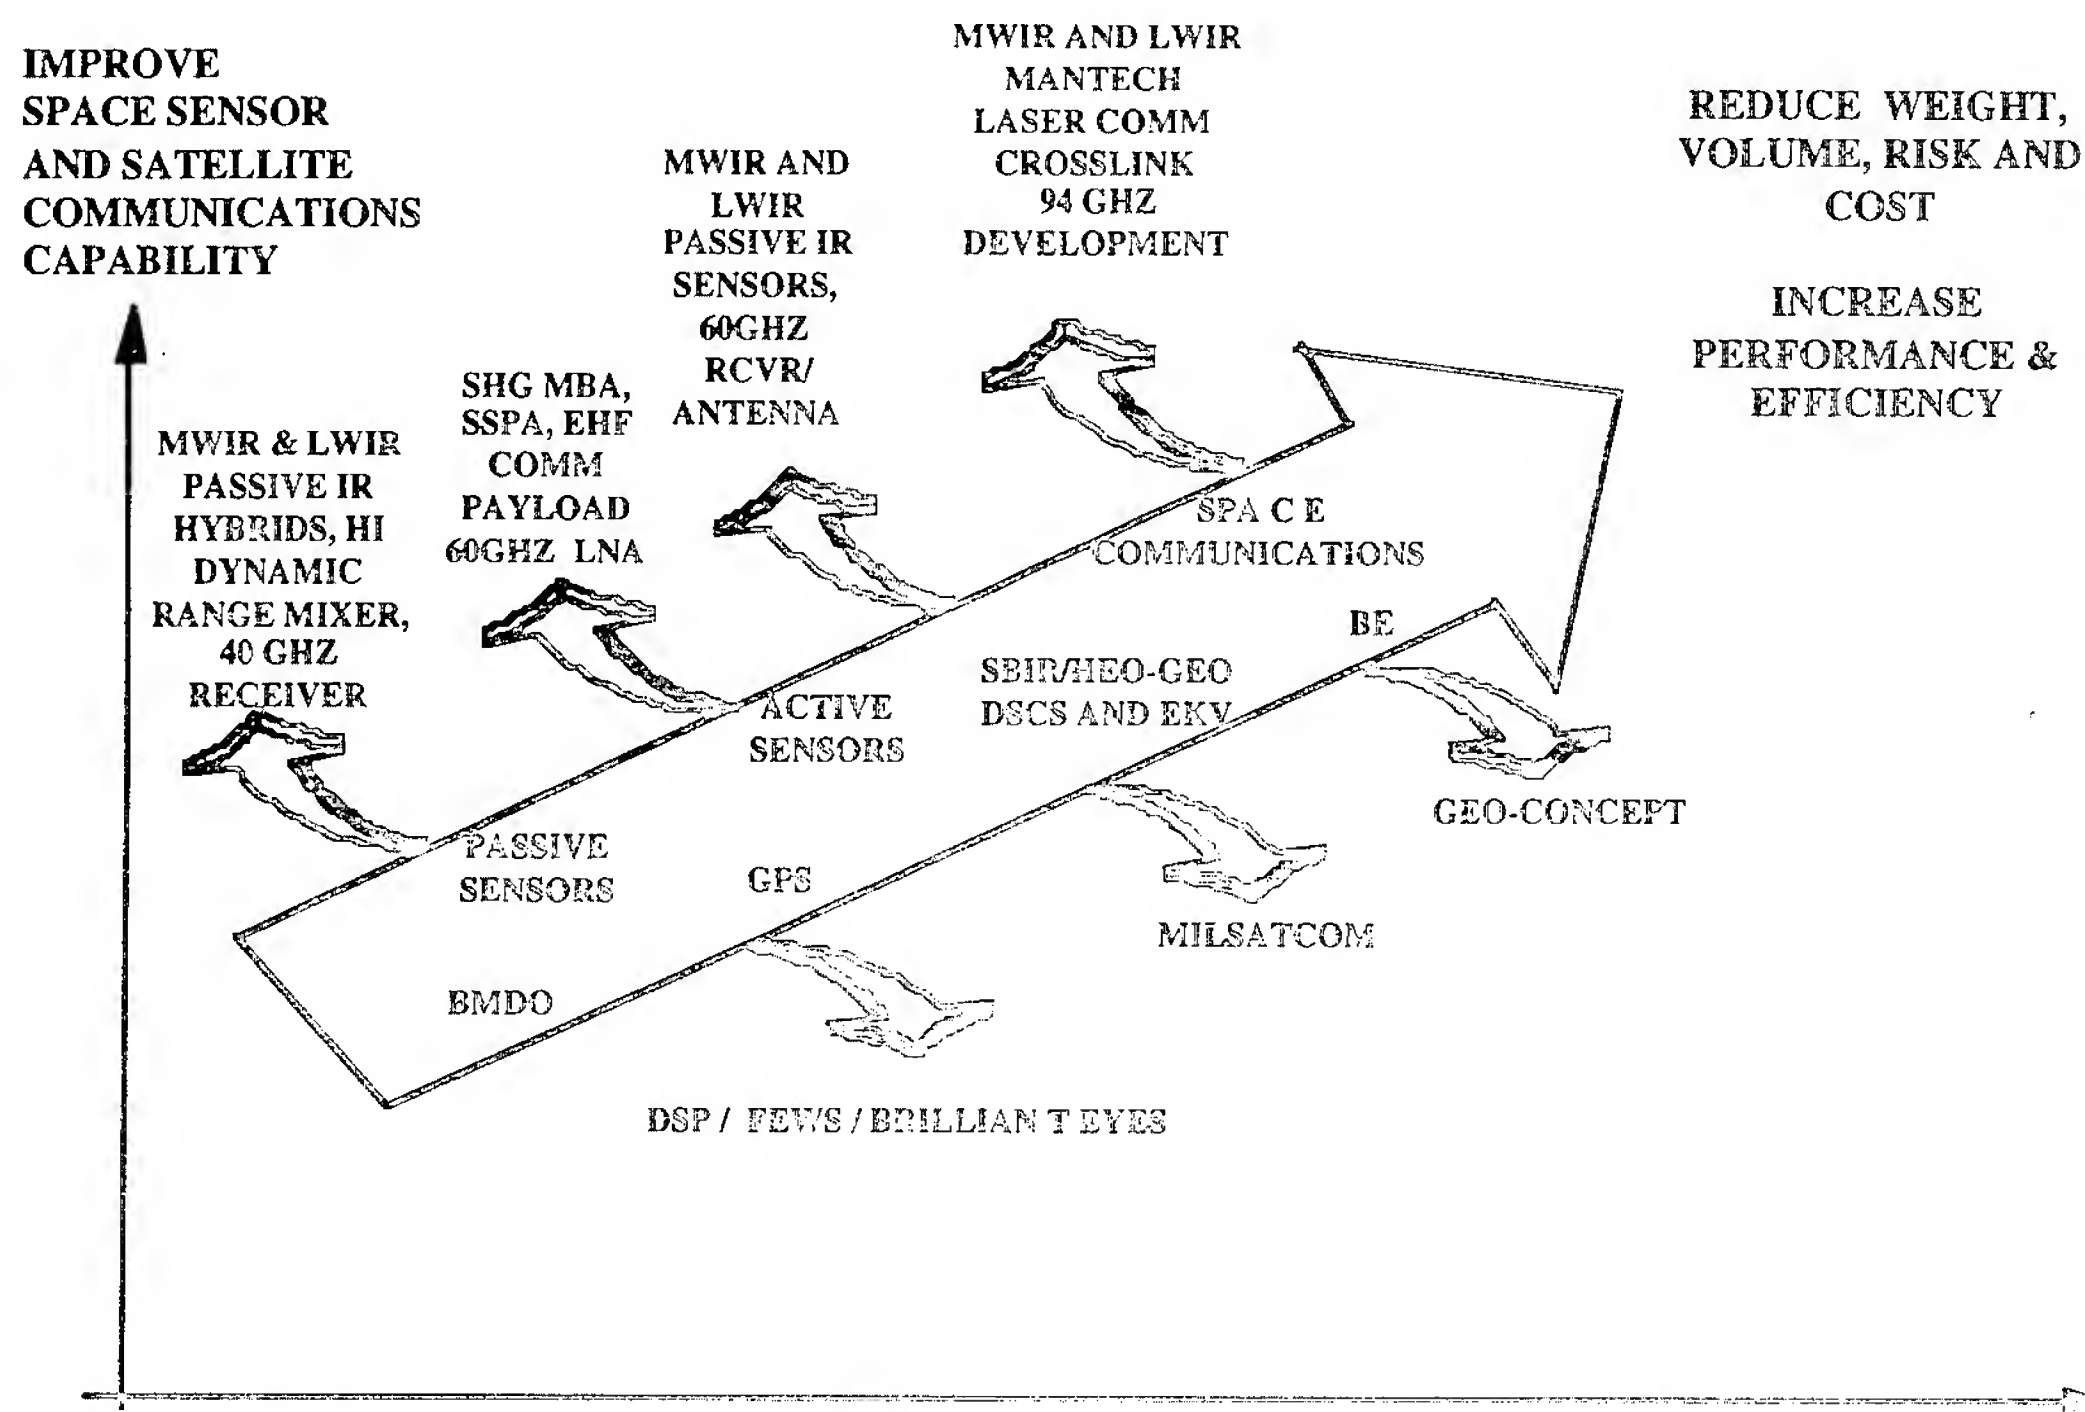 IMPROVE
SPACE SENSOR
AND SATELLITE
COMMUNICATIONS
CAPABILITY
MWIR & LWIR
PASSIVE IR
HYBRIDS, HI
DYNAMIC
RANGE MIXER,
40 GHZ
RECEIVER
SHG MBA,
SSPA, EHF
COMM
PAYLOAD
60GHZ LNA
MWIR AND
LWIR
PASSIVE IR
SENSORS,
60GHZ
RCVR/
ANTENNA
MWIR AND LWIR
MANTECH
LASER COMM
CROSSLINK
94 GHZ
DEVELOPMENT
REDUCE WEIGHT,
VOLUME, RISK AND
COST
INCREASE
PERFORMANCE &
EFFICIENCY
SPA C E
COMMUNICATIONS
ACTIVE
SENSORS
PASSIVE
SENSORS
BE
SBIR/HEO-GEO
DSCS AND EKV
GPS
BMDO
GEO-CONCEPT
MILSATCOM
DSP / FEWS / BRILLIAN T EYES